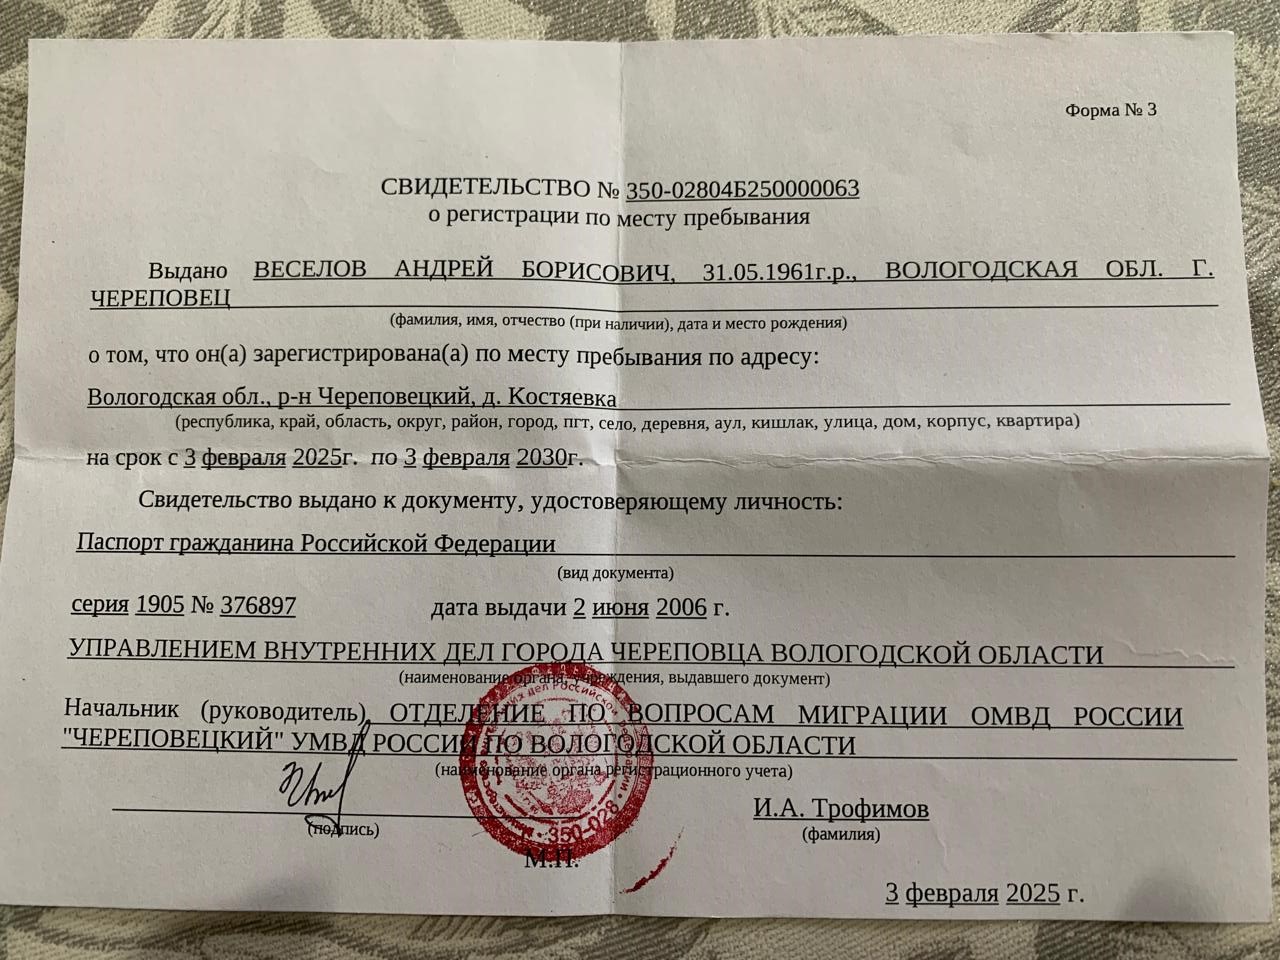 Форма № 3
СВИДЕТЕЛЬСТВО № 350-02804Б250000063
о регистрации по месту пребывания
Выдано ВЕСЕЛОВ АНДРЕЙ БОРИСОВИЧ, 31.05.1961г.р., ВОЛОГОДСКАЯ ОБЛ. Г.
ЧЕРЕПОВЕЦ
(фамилия, имя, отчество (при наличии), дата и место рождения)
о том, что он(а) зарегистрирована(а) по месту пребывания по адресу:
Вологодская обл., р-н Череповецкий, д. Костяевка
(республика, край, область, округ, район, город, пгт, село, деревня, аул, кишлак, улица, дом, корпус, квартира)
на срок с 3 февраля 2025г. по 3 февраля 2030г.
Свидетельство выдано к документу, удостоверяющему личность:
Паспорт гражданина Российской Федерации
(вид документа)
серия 1905 № 376897 дата выдачи 2 июня 2006 г.
УПРАВЛЕНИЕМ ВНУТРЕННИХ ДЕЛ ГОРОДА ЧЕРЕПОВЦА ВОЛОГОДСКОЙ ОБЛАСТИ
(наименование органа, учреждения, выдавшего документ)
Начальник (руководитель) ОТДЕЛЕНИЕ ПО ВОПРОСАМ МИГРАЦИИ ОМВД РОССИИ
"ЧЕРЕПОВЕЦКИЙ" УМВД РОССИИ ПО ВОЛОГОДСКОЙ ОБЛАСТИ
(наименование органа регистрационного учета)
И.А. Трофимов
(подпись) (фамилия)
350-028
М.П.
3 февраля 2025 г.